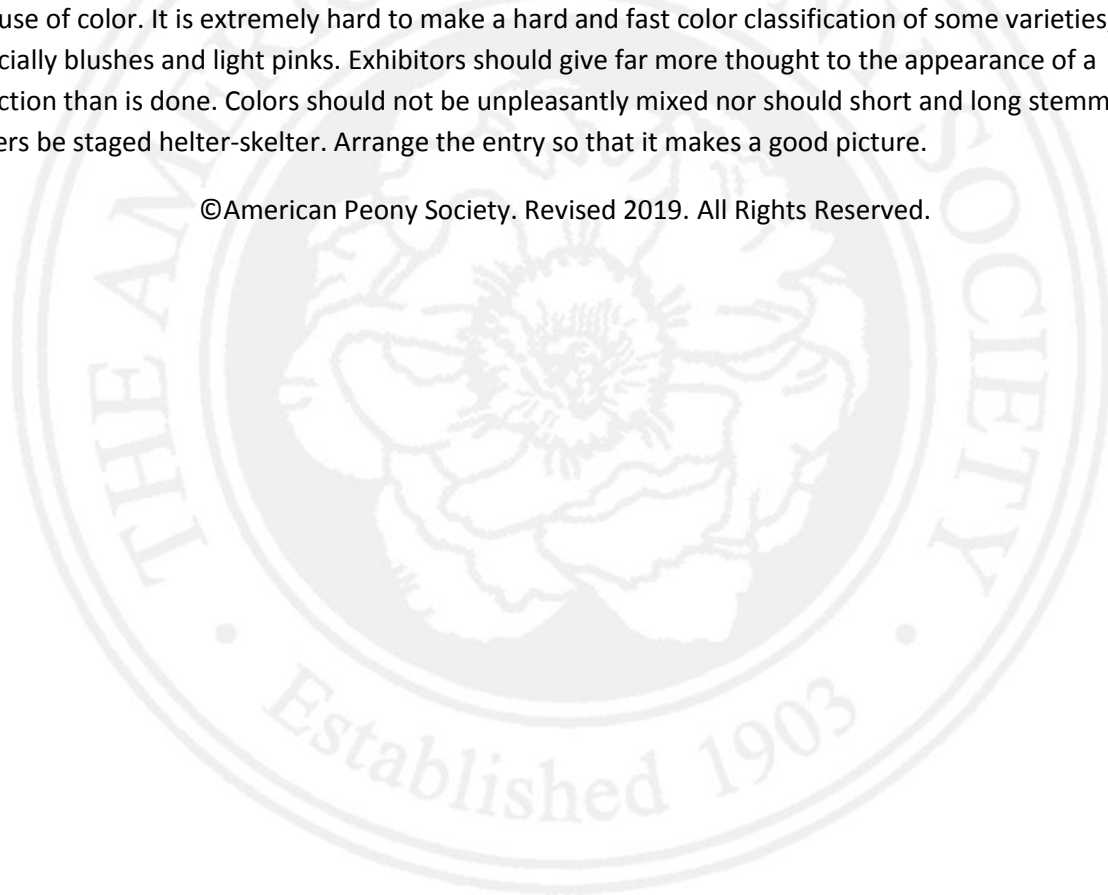 use of color. It is extremely hard to make a hard and fast color classification of some varieties,
cially blushes and light pinks. Exhibitors should give far more thought to the appearance of a
ction than is done. Colors should not be unpleasantly mixed nor should short and long stemm
ers be staged helter-skelter. Arrange the entry so that it makes a good picture.
©American Peony Society. Revised 2019. All Rights Reserved.
THE AMERI
SOCIETY
Established 1903